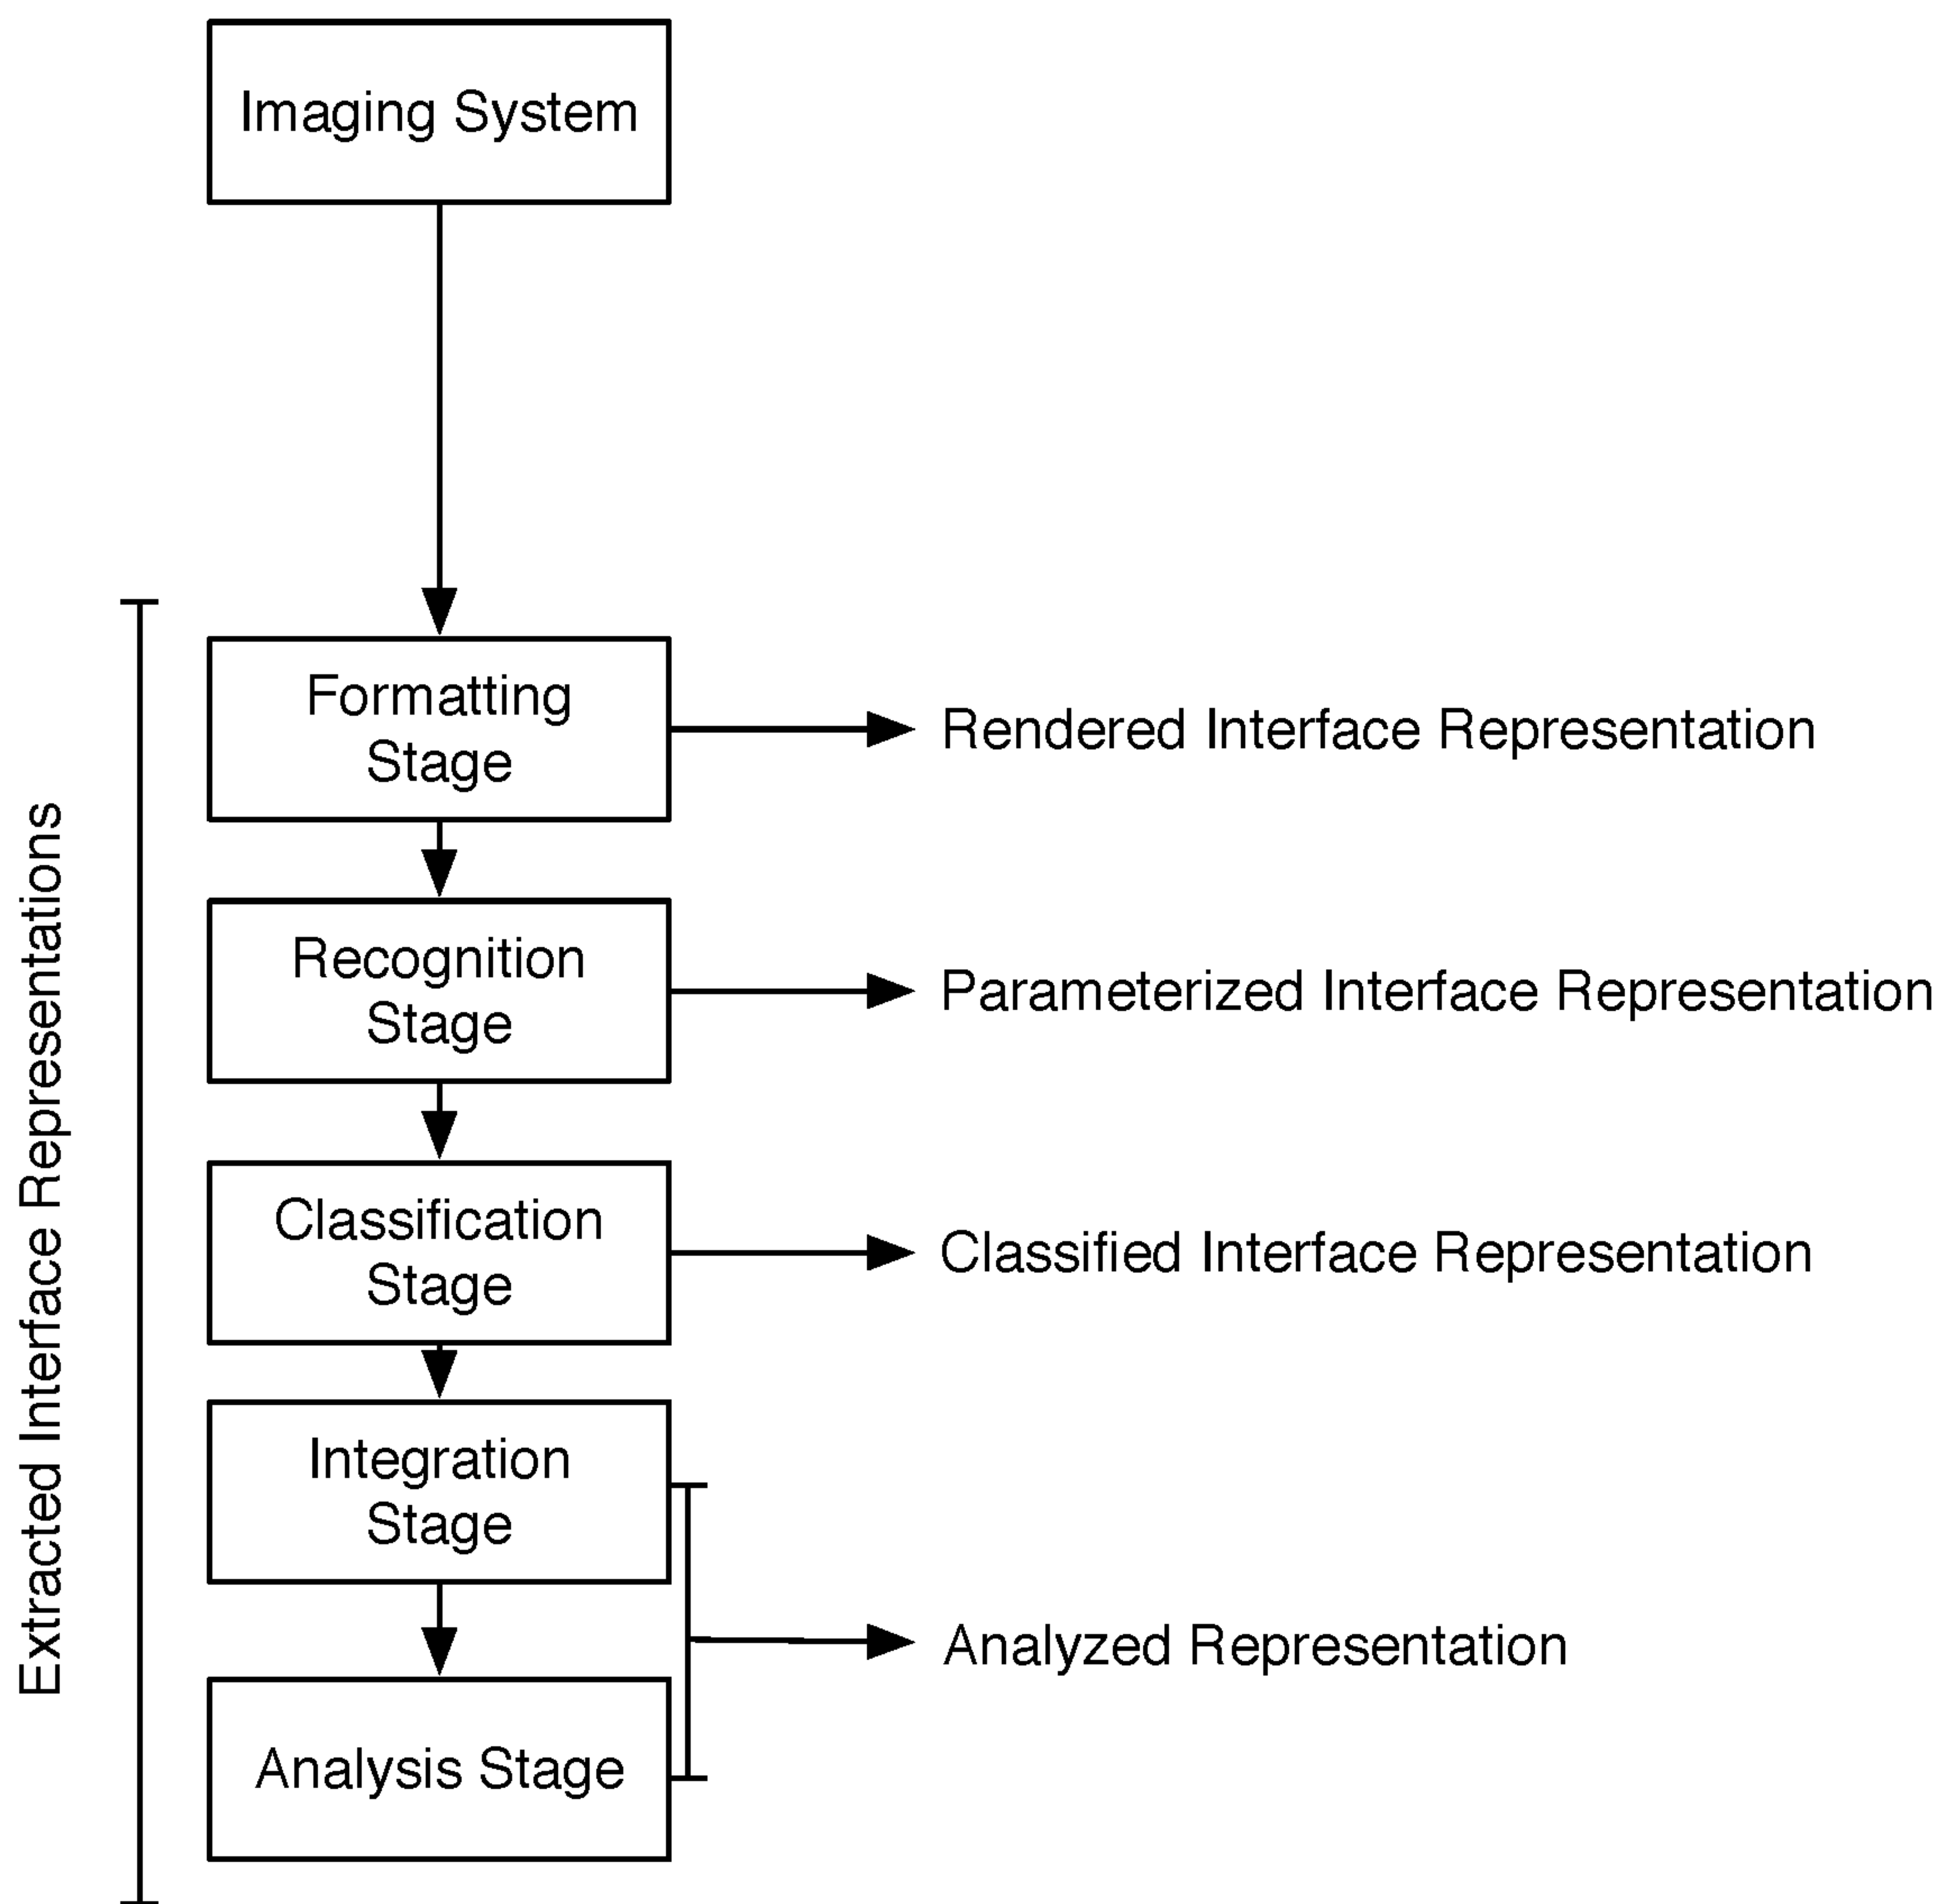 Imaging System
Formatting
Stage
Rendered Interface Representation
Recognition
Stage
Parameterized Interface Representation
Classification
Stage
Classified Interface Representation
Integration
Stage
Analyzed Representation
Analysis Stage
Extracted Interface Representations